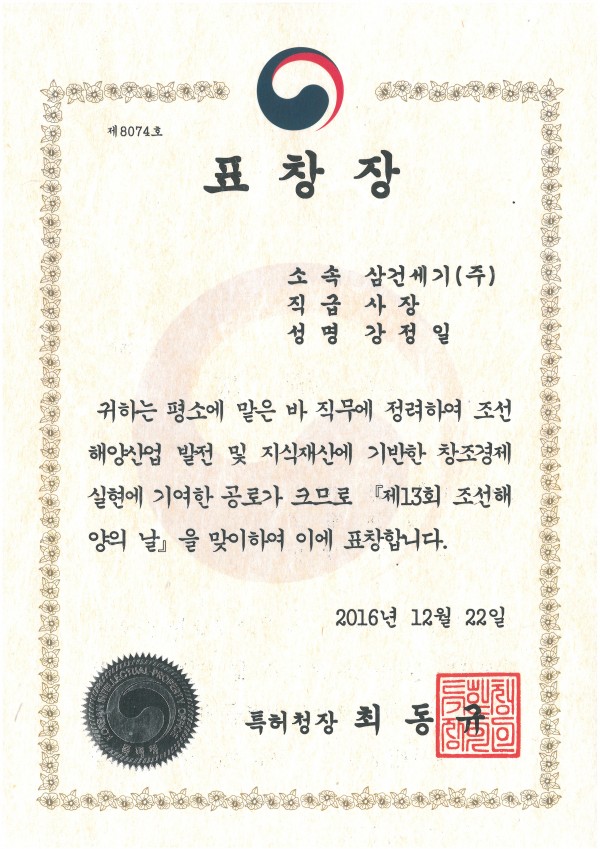 제8074호
표 창 장
소 속 삼건세기(주)
직 급 사 장
성 명 강 정 일
귀하는 평소에 맡은 바 직무에 정려하여 조선
해양산업 발전 및 지식재산에 기반한 창조경제
실현에 기여한 공로가 크므로 『제13회 조선해
양의 날』을 맞이하여 이에 표창합니다.
2016년 12월 22일
INTELLECTUAL PROPERTY
특허청장 최 동 규